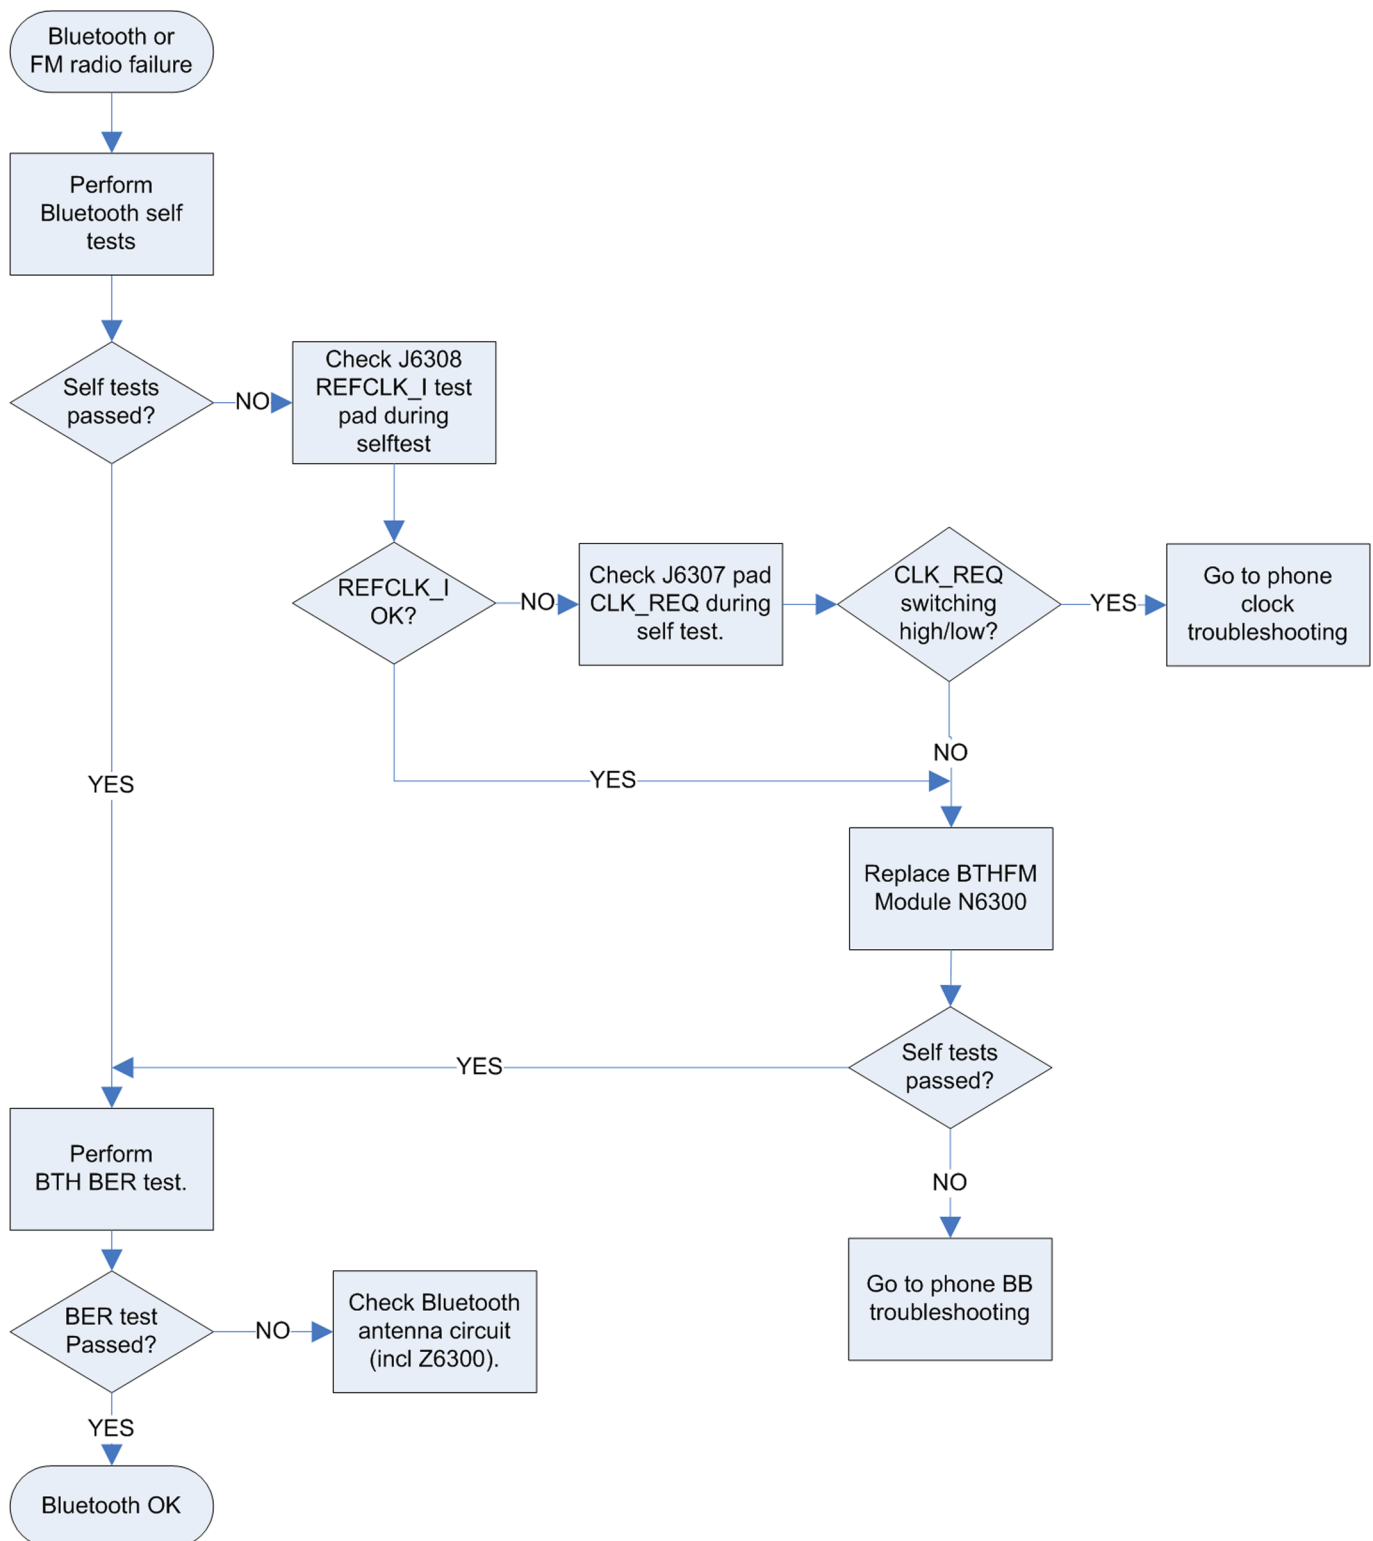 Bluetooth or
FM radio failure
Perform
Bluetooth self
tests
Self tests
passed?
NO
Check J6308
REFCLK_I test
pad during
selftest
REFCLK_I
OK?
NO
Check J6307 pad
CLK_REQ during
self test.
CLK_REQ
switching
high/low?
YES
Go to phone
clock
troubleshooting
NO
YES
YES
Replace BTHFM
Module N6300
Self tests
passed?
YES
NO
Go to phone BB
troubleshooting
Perform
BTH BER test.
BER test
Passed?
NO
Check Bluetooth
antenna circuit
(incl Z6300).
YES
Bluetooth OK